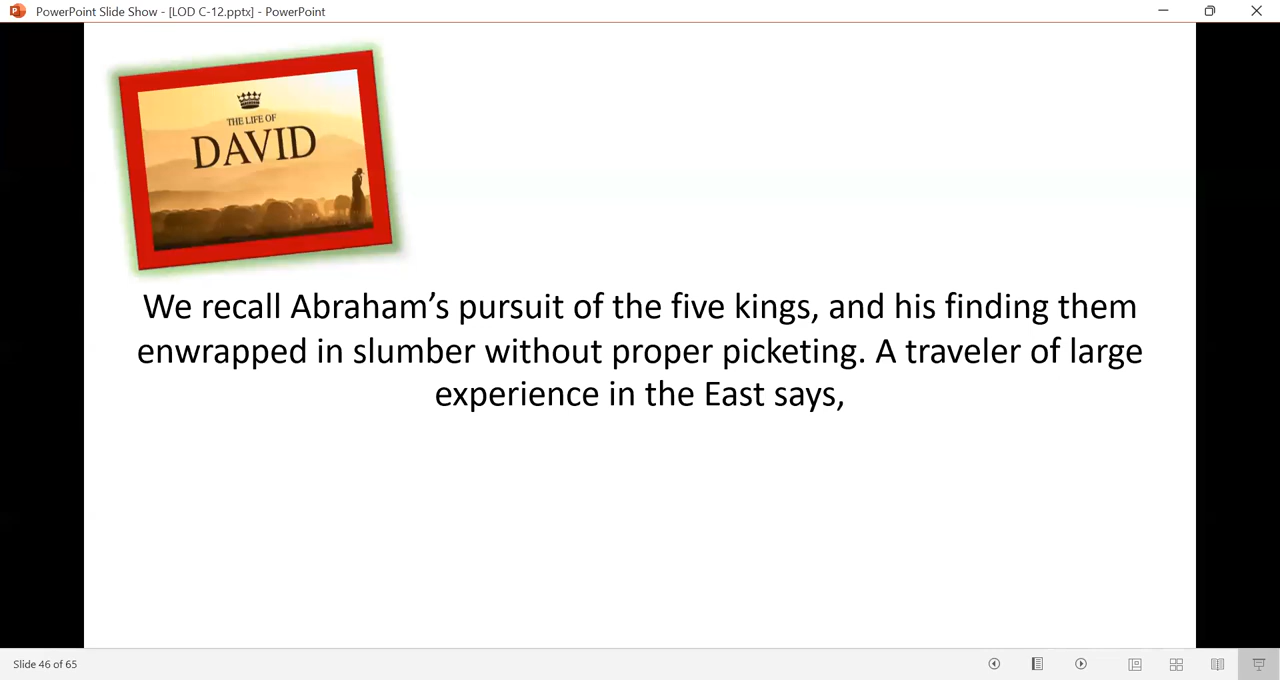 PowerPoint Slide Show - [LOD C-12.pptx] - PowerPoint
THE LIFE OF
DAVID
We recall Abraham’s pursuit of the five kings, and his finding them
enwrapped in slumber without proper picketing. A traveler of large
experience in the East says,
Slide 46 of 65